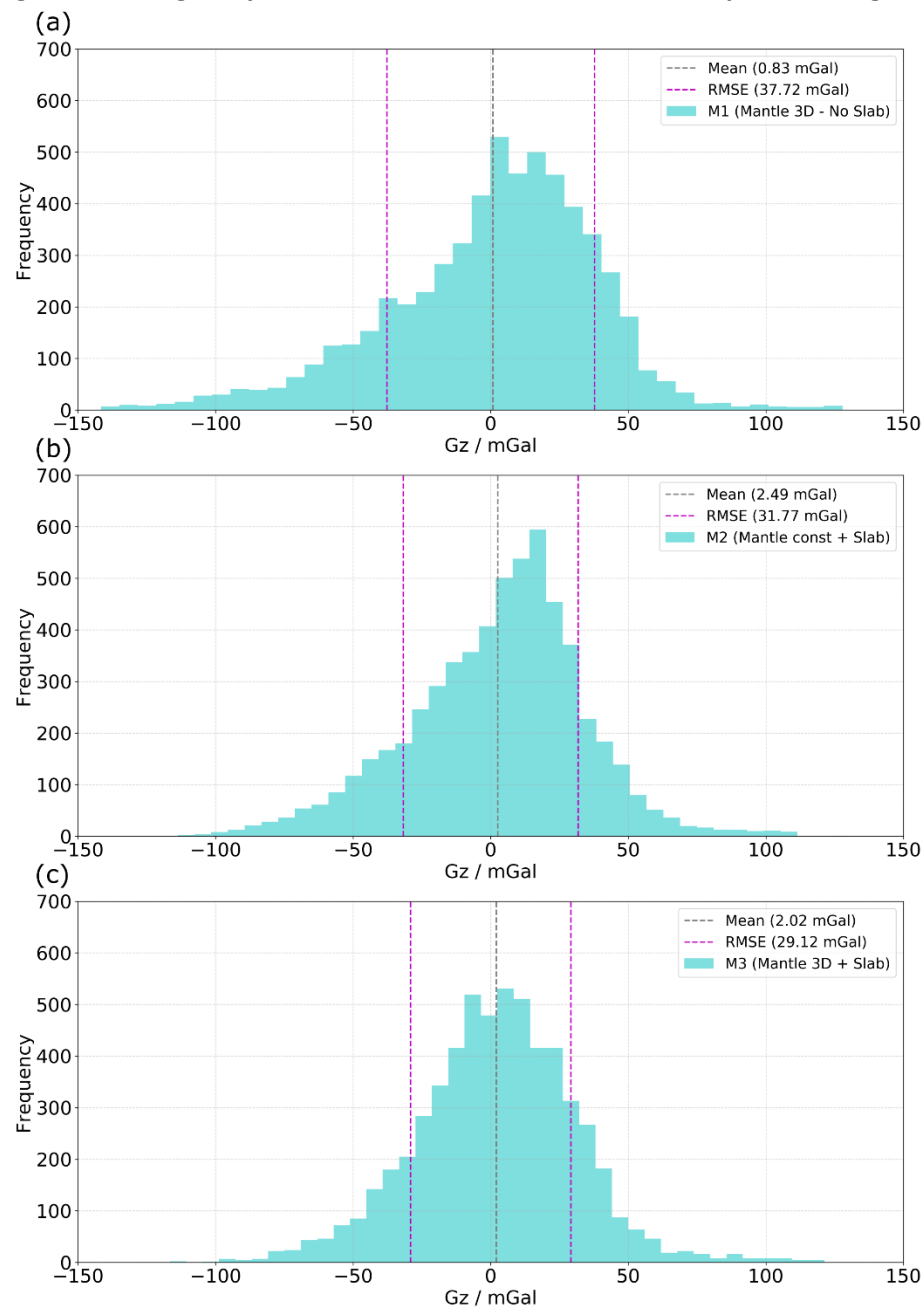 (a)
700
600
500
400
300
200
100
0
Frequency
Mean (0.83 mGal)
RMSE (37.72 mGal)
M1 (Mantle 3D - No Slab)
−150 −100 −50 0 50 100 150
Gz / mGal
(b)
700
600
500
400
300
200
100
0
Frequency
Mean (2.49 mGal)
RMSE (31.77 mGal)
M2 (Mantle const + Slab)
−150 −100 −50 0 50 100 150
Gz / mGal
(c)
700
600
500
400
300
200
100
0
Frequency
Mean (2.02 mGal)
RMSE (29.12 mGal)
M3 (Mantle 3D + Slab)
−150 −100 −50 0 50 100 150
Gz / mGal